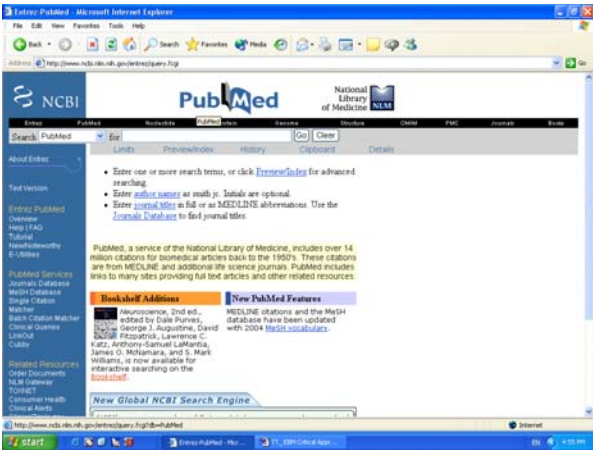 Entrez-PubMed - Microsoft Internet Explorer
File Edit View Favorites Tools Help
Back Search Favorites Media
Address http://www.ncbi.nlm.nih.gov/entrez/query.fcgi Go
NCBI
PubMed
National
Library
of Medicine NLM
Entrez PubMed Nucleotide Protein Genome Structure OMIM PMC Journals Books
PubMed
Search PubMed for Go Clear
Limits Preview/Index History Clipboard Details
About Entrez
Text Version
Entrez PubMed
Overview
Help | FAQ
Tutorial
New/Noteworthy
E-Utilities
PubMed Services
Journals Database
MeSH Database
Single Citation
Matcher
Batch Citation Matcher
Clinical Queries
LinkOut
Cubby
Related Resources
Order Documents
NLM Gateway
TOXNET
Consumer Health
Clinical Alerts
• Enter one or more search terms, or click Preview/Index for advanced
searching.
• Enter author names as smith jc. Initials are optional.
• Enter journal titles in full or as MEDLINE abbreviations. Use the
Journals Database to find journal titles.
PubMed, a service of the National Library of Medicine, includes over 14
million citations for biomedical articles back to the 1950's. These citations
are from MEDLINE and additional life science journals. PubMed includes
links to many sites providing full text articles and other related resources.
Bookshelf Additions
Neuroscience, 2nd ed.,
edited by Dale Purves,
George J. Augustine, David
Fitzpatrick, Lawrence C.
Katz, Anthony-Samuel LaMantia,
James O. McNamara, and S. Mark
Williams, is now available for
interactive searching on the
Bookshelf.
New PubMed Features
MEDLINE citations and the MeSH
database have been updated
with 2004 MeSH vocabulary.
New Global NCBI Search Engine
http://www.ncbi.nlm.nih.gov/entrez/query.fcgi?db=PubMed Internet
start Entrez-PubMed - Micr... TT_EBM Critical Appr... EN 4:55 PM